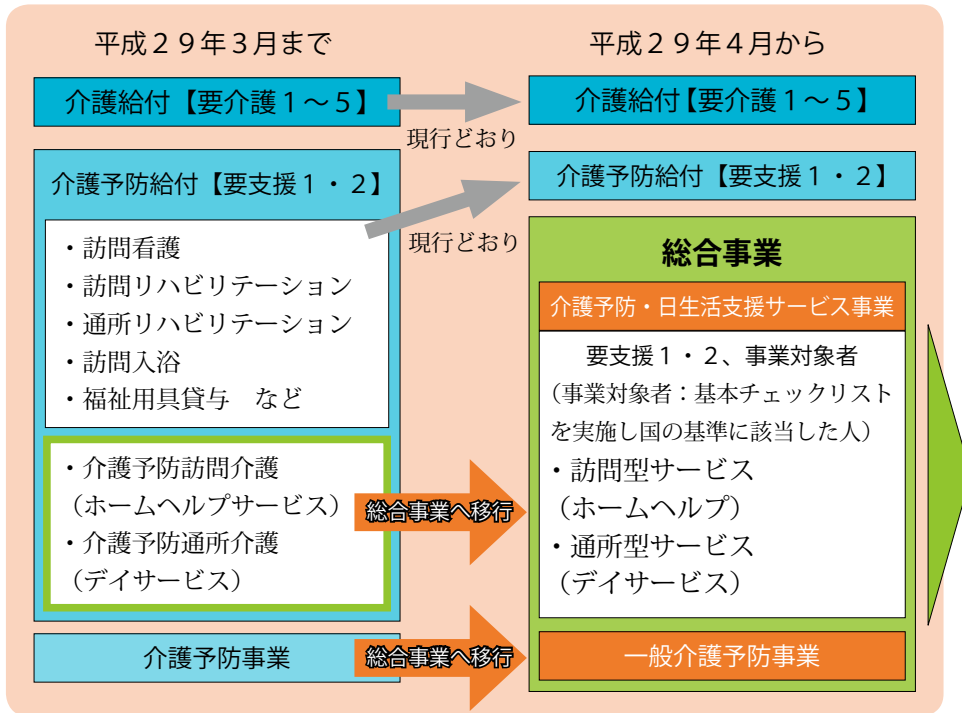 平成２９年３月まで
介護給付【要介護１～５】
現行どおり
介護予防給付【要支援１・２】
・訪問看護
・訪問リハビリテーション
・通所リハビリテーション
・訪問入浴
・福祉用具貸与　など
現行どおり
・介護予防訪問介護
（ホームヘルプサービス）
・介護予防通所介護
（デイサービス）
総合事業へ移行
介護予防事業
総合事業へ移行
平成２９年４月から
介護給付【要介護１～５】
介護予防給付【要支援１・２】
総合事業
介護予防・日生活支援サービス事業
要支援１・２、事業対象者
（事業対象者：基本チェックリスト
を実施し国の基準に該当した人）
・訪問型サービス
（ホームヘルプ）
・通所型サービス
（デイサービス）
一般介護予防事業